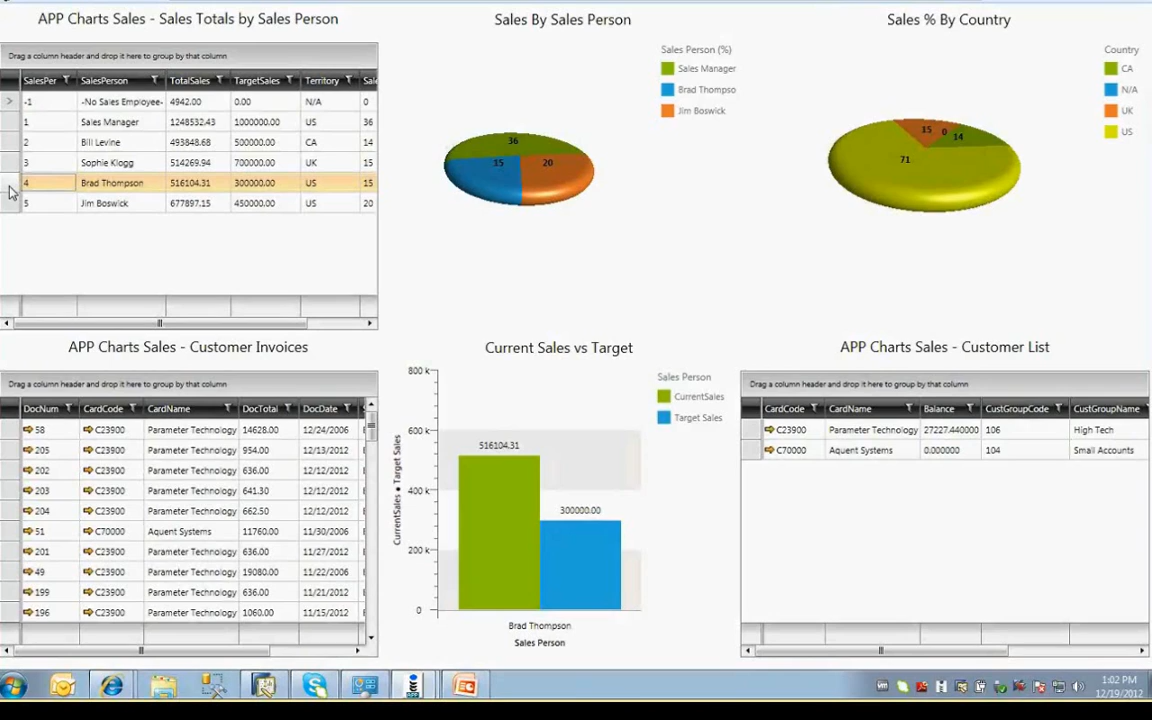 APP Charts Sales - Sales Totals by Sales Person
Drag a column header and drop it here to group by that column
SalesPer SalesPerson TotalSales TargetSales Territory Sal
-1 -No Sales Employee- 4942.00 0.00 N/A 0
1 Sales Manager 1248532.43 1000000.00 US 36
2 Bill Levine 493848.68 500000.00 CA 14
3 Sophie Klogg 514269.94 700000.00 UK 15
4 Brad Thompson 516104.31 300000.00 US 15
5 Jim Boswick 677897.15 450000.00 US 20
Sales By Sales Person
Sales Person (%)
Sales Manager
Brad Thompso
Jim Boswick
36
15 20
Sales % By Country
Country
CA
N/A
UK
US
15 0 14
71
APP Charts Sales - Customer Invoices
Drag a column header and drop it here to group by that column
DocNum CardCode CardName DocTotal DocDate
58 C23900 Parameter Technology 14628.00 12/24/2006
205 C23900 Parameter Technology 954.00 12/13/2012
202 C23900 Parameter Technology 636.00 12/12/2012
203 C23900 Parameter Technology 641.30 12/12/2012
204 C23900 Parameter Technology 662.50 12/12/2012
51 C70000 Aquent Systems 11760.00 11/30/2006
201 C23900 Parameter Technology 636.00 11/27/2012
49 C23900 Parameter Technology 19080.00 11/22/2006
199 C23900 Parameter Technology 636.00 11/21/2012
196 C23900 Parameter Technology 1060.00 11/15/2012
Current Sales vs Target
800 k
600 k
400 k
200 k
0
CurrentSales ● Target Sales
516104.31
300000.00
Brad Thompson
Sales Person
Sales Person
CurrentSales
Target Sales
APP Charts Sales - Customer List
Drag a column header and drop it here to group by that column
CardCode CardName Balance CustGroupCode CustGroupName
C23900 Parameter Technology 27227.440000 106 High Tech
C70000 Aquent Systems 0.000000 104 Small Accounts
1:02 PM
12/19/2012